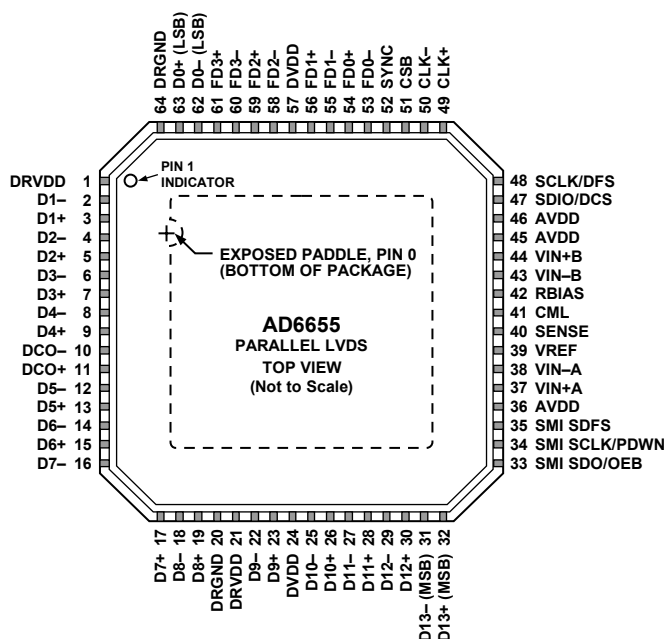 64 DRGND
63 D0+ (LSB)
62 D0– (LSB)
61 FD3+
60 FD3–
59 FD2+
58 FD2–
57 DVDD
56 FD1+
55 FD1–
54 FD0+
53 FD0–
52 SYNC
51 CSB
50 CLK–
49 CLK+
DRVDD 1
D1– 2
D1+ 3
D2– 4
D2+ 5
D3– 6
D3+ 7
D4– 8
D4+ 9
DCO– 10
DCO+ 11
D5– 12
D5+ 13
D6– 14
D6+ 15
D7– 16
PIN 1
INDICATOR
EXPOSED PADDLE, PIN 0
(BOTTOM OF PACKAGE)
AD6655
PARALLEL LVDS
TOP VIEW
(Not to Scale)
48 SCLK/DFS
47 SDIO/DCS
46 AVDD
45 AVDD
44 VIN+B
43 VIN–B
42 RBIAS
41 CML
40 SENSE
39 VREF
38 VIN–A
37 VIN+A
36 AVDD
35 SMI SDFS
34 SMI SCLK/PDWN
33 SMI SDO/OEB
D7+ 17
D8– 18
D8+ 19
DRGND 20
DRVDD 21
D9– 22
D9+ 23
DVDD 24
D10– 25
D10+ 26
D11– 27
D11+ 28
D12– 29
D12+ 30
D13– (MSB) 31
D13+ (MSB) 32